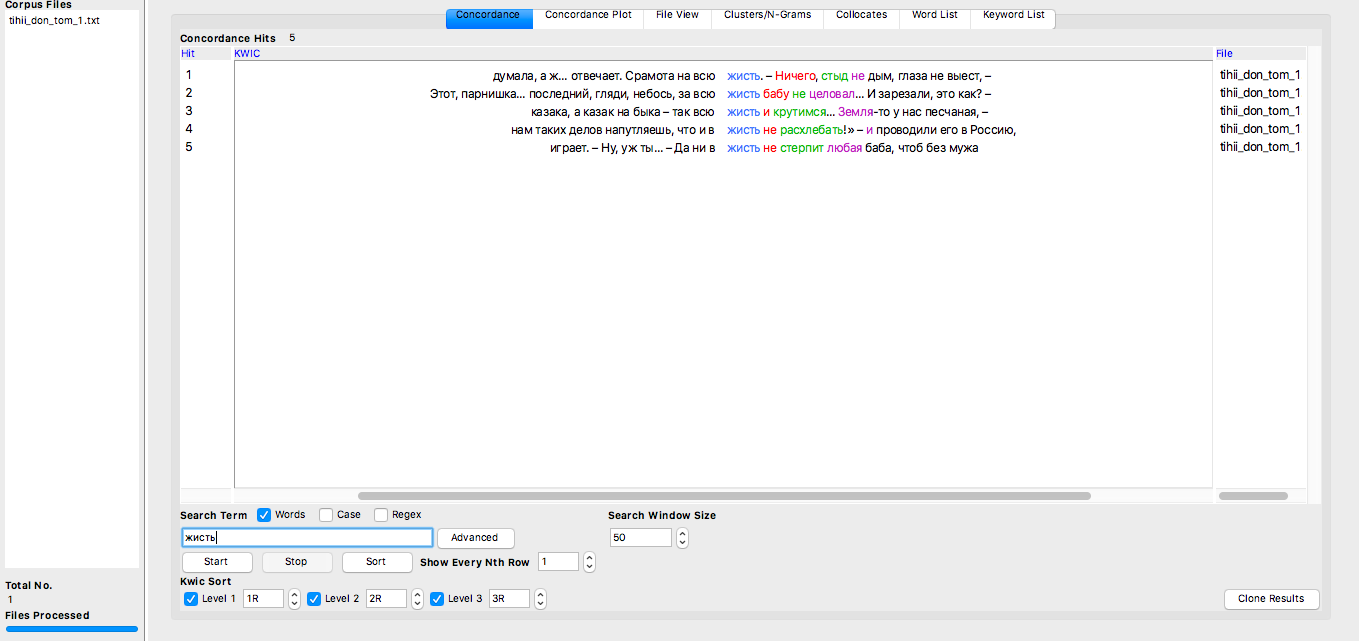 Corpus Files
tihii_don_tom_1.txt
Concordance Concordance Plot File View Clusters/N-Grams Collocates Word List Keyword List
Concordance Hits 5
Hit KWIC File
1 думала, а ж... отвечает. Срамота на всю жисть. – Ничего, стыд не дым, глаза не выест, – tihii_don_tom_1
2 Этот, парнишка... последний, гляди, небось, за всю жисть бабу не целовал... И зарезали, это как? – tihii_don_tom_1
3 казака, а казак на быка – так всю жисть и крутимся... Земля-то у нас песчаная, – tihii_don_tom_1
4 нам таких делов напутляешь, что и в жисть не расхлебать!» – и проводили его в Россию, tihii_don_tom_1
5 играет. – Ну, уж ты... – Да ни в жисть не стерпит любая баба, чтоб без мужа tihii_don_tom_1
Search Term Words Case Regex Search Window Size
жисть Advanced 50
Start Stop Sort Show Every Nth Row 1
Kwic Sort
Level 1 1R Level 2 2R Level 3 3R Clone Results
Total No.
1
Files Processed